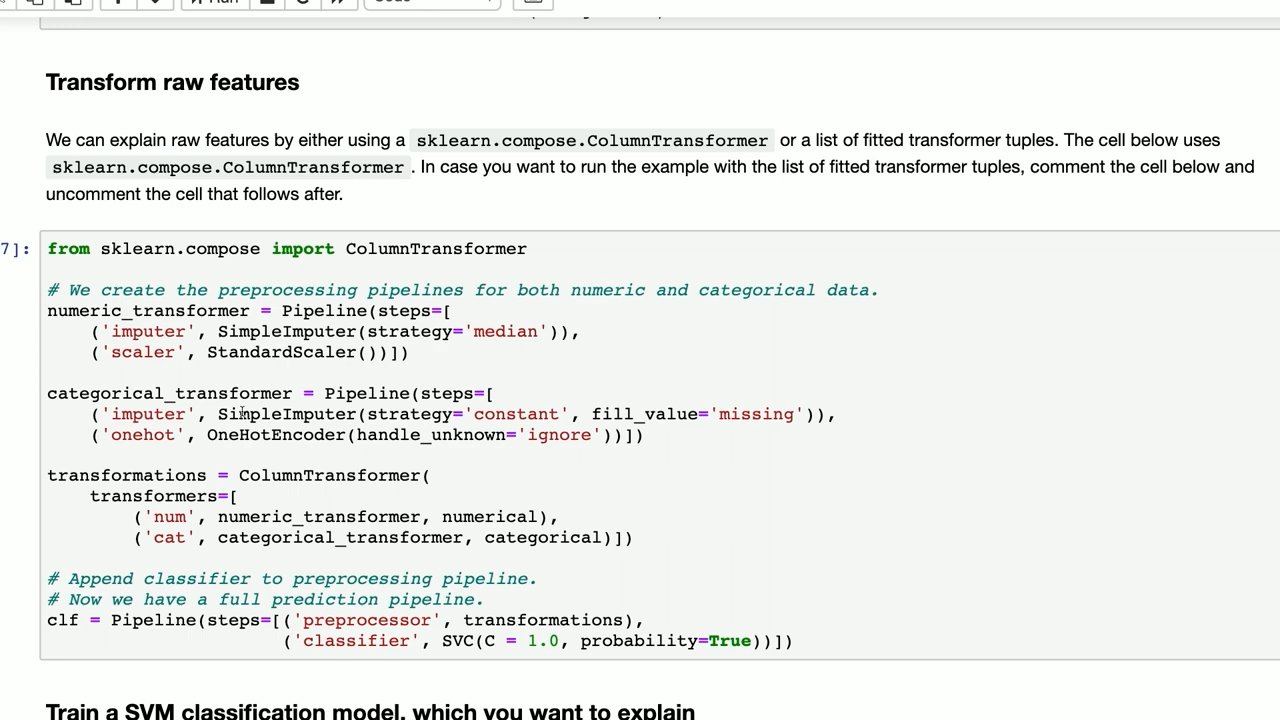 Transform raw features
We can explain raw features by either using a sklearn.compose.ColumnTransformer or a list of fitted transformer tuples. The cell below uses
sklearn.compose.ColumnTransformer . In case you want to run the example with the list of fitted transformer tuples, comment the cell below and
uncomment the cell that follows after.
7]: from sklearn.compose import ColumnTransformer
# We create the preprocessing pipelines for both numeric and categorical data.
numeric_transformer = Pipeline(steps=[
('imputer', SimpleImputer(strategy='median')),
('scaler', StandardScaler())])
categorical_transformer = Pipeline(steps=[
('imputer', SimpleImputer(strategy='constant', fill_value='missing')),
('onehot', OneHotEncoder(handle_unknown='ignore'))])
transformations = ColumnTransformer(
transformers=[
('num', numeric_transformer, numerical),
('cat', categorical_transformer, categorical)])
# Append classifier to preprocessing pipeline.
# Now we have a full prediction pipeline.
clf = Pipeline(steps=[('preprocessor', transformations),
('classifier', SVC(C = 1.0, probability=True))])
Train a SVM classification model, which you want to explain